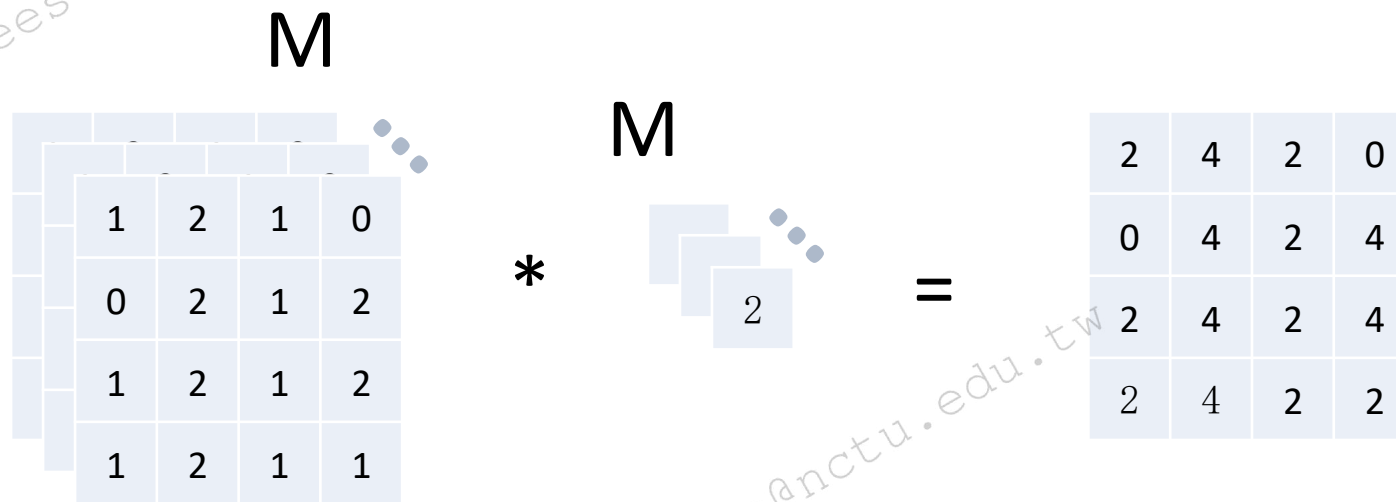 M
M
1 2 1 0
0 2 1 2
1 2 1 2
1 2 1 1
*
2
=
2 4 2 0
0 4 2 4
2 4 2 4
2 4 2 2
ees
@nctu.edu.tw